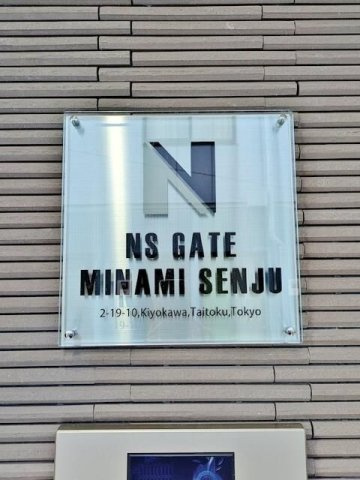 N
NS GATE
MINAMI SENJU
2-19-10,Kiyokawa,Taitoku,Tokyo